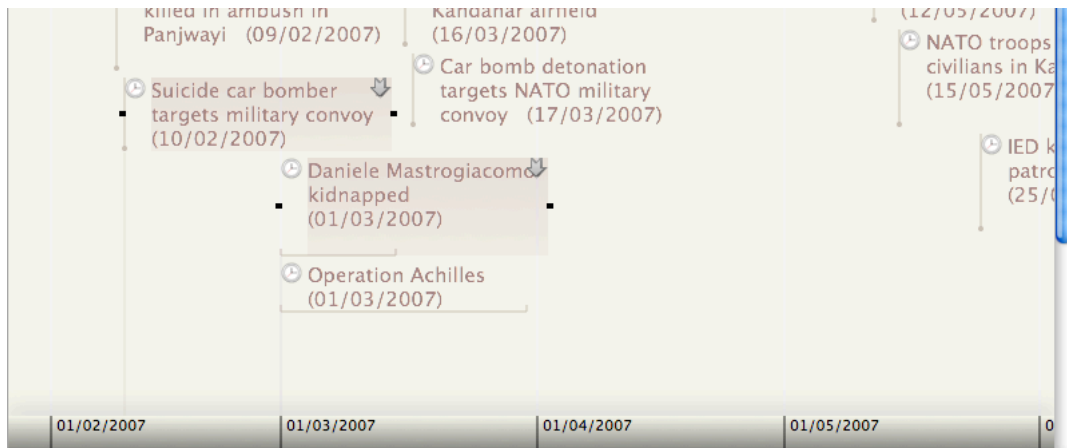 killed in ambush in
Panjwayi (09/02/2007)
Kandahar airfield
(16/03/2007)
(12/05/2007)
NATO troops
civilians in Ka
(15/05/2007
Suicide car bomber
targets military convoy
(10/02/2007)
Car bomb detonation
targets NATO military
convoy (17/03/2007)
IED k
patro
(25/0
Daniele Mastrogiacomo
kidnapped
(01/03/2007)
Operation Achilles
(01/03/2007)
01/02/2007
01/03/2007
01/04/2007
01/05/2007
0